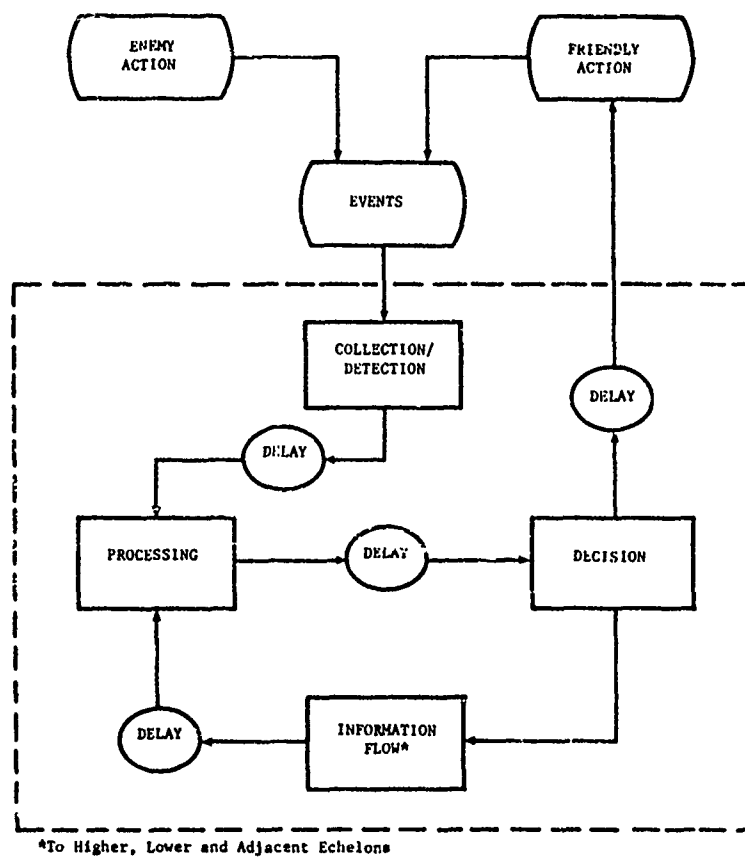 ENEMY
ACTION
FRIENDLY
ACTION
EVENTS
COLLECTION/
DETECTION
DELAY
DELAY
PROCESSING
DELAY
DECISION
DELAY
INFORMATION
FLOW*
*To Higher, Lower and Adjacent Echelons